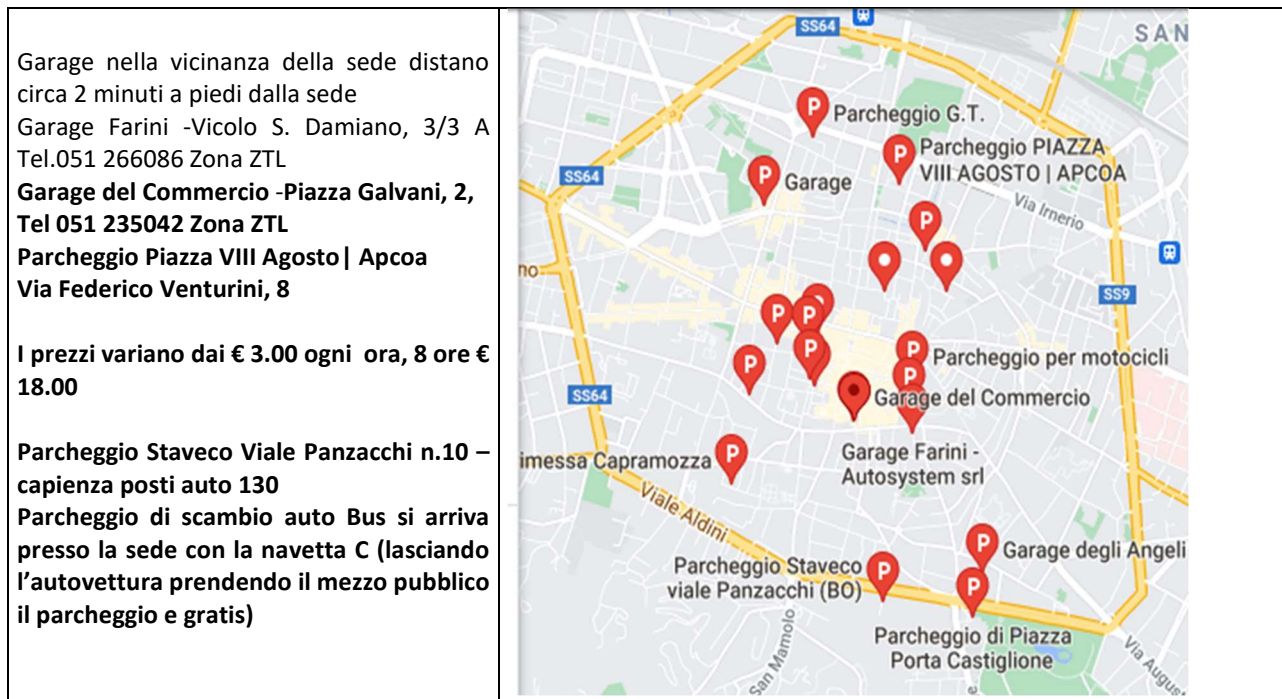 Garage nella vicinanza della sede distano
circa 2 minuti a piedi dalla sede
Garage Farini -Vicolo S. Damiano, 3/3 A
Tel.051 266086 Zona ZTL
Garage del Commercio -Piazza Galvani, 2,
Tel 051 235042 Zona ZTL
Parcheggio Piazza VIII Agosto| Apcoa
Via Federico Venturini, 8
I prezzi variano dai € 3.00 ogni ora, 8 ore €
18.00
Parcheggio Staveco Viale Panzacchi n.10 –
capienza posti auto 130
Parcheggio di scambio auto Bus si arriva
presso la sede con la navetta C (lasciando
l'autovettura prendendo il mezzo pubblico
il parcheggio e gratis)
SS64
SAN
P
Parcheggio G.T.
P
Parcheggio PIAZZA
VIII AGOSTO | APCOA
SS64
P
Garage
Via Irnerio
P
no
SS9
P
P
P
P
Parcheggio per motocicli
P
P
SS64
Garage del Commercio
Garage Farini -
Autosystem srl
imessa Capramozza
P
Viale Aldini
P
Garage degli Angeli
Parcheggio Staveco
viale Panzacchi (BO)
P
P
Parcheggio di Piazza
Porta Castiglione
San Mamolo
Via Augus
e